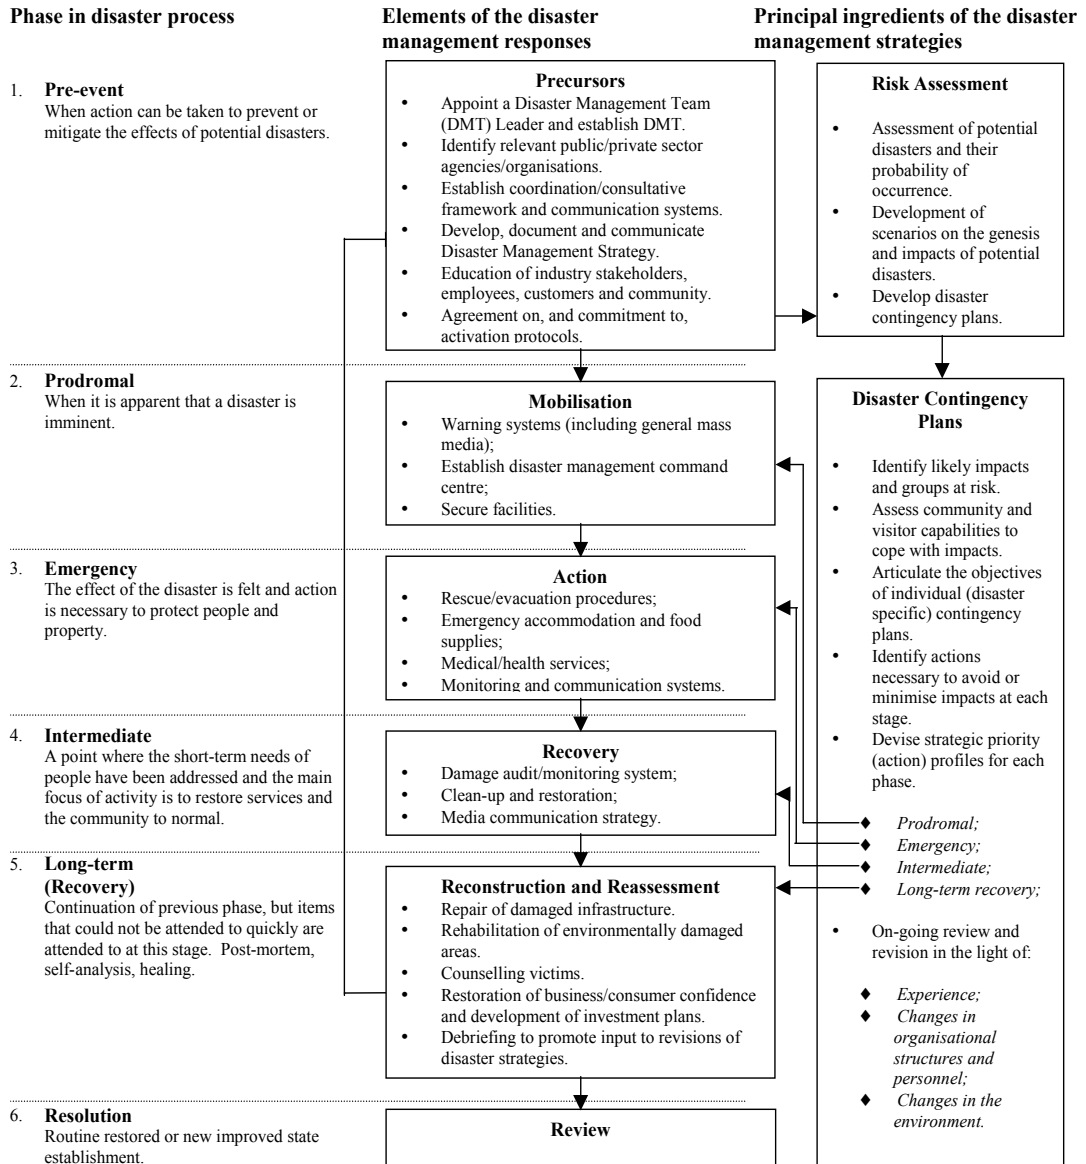 Phase in disaster process
Elements of the disaster
management responses
Principal ingredients of the disaster
management strategies
1. Pre-event
When action can be taken to prevent or
mitigate the effects of potential disasters.
Precursors
• Appoint a Disaster Management Team
(DMT) Leader and establish DMT.
• Identify relevant public/private sector
agencies/organisations.
• Establish coordination/consultative
framework and communication systems.
• Develop, document and communicate
Disaster Management Strategy.
• Education of industry stakeholders,
employees, customers and community.
• Agreement on, and commitment to,
activation protocols.
Risk Assessment
• Assessment of potential
disasters and their
probability of
occurrence.
• Development of
scenarios on the genesis
and impacts of potential
disasters.
• Develop disaster
contingency plans.
2. Prodromal
When it is apparent that a disaster is
imminent.
Mobilisation
• Warning systems (including general mass
media);
• Establish disaster management command
centre;
• Secure facilities.
3. Emergency
The effect of the disaster is felt and action
is necessary to protect people and
property.
Action
• Rescue/evacuation procedures;
• Emergency accommodation and food
supplies;
• Medical/health services;
• Monitoring and communication systems.
4. Intermediate
A point where the short-term needs of
people have been addressed and the main
focus of activity is to restore services and
the community to normal.
Recovery
• Damage audit/monitoring system;
• Clean-up and restoration;
• Media communication strategy.
5. Long-term
(Recovery)
Continuation of previous phase, but items
that could not be attended to quickly are
attended to at this stage. Post-mortem,
self-analysis, healing.
Reconstruction and Reassessment
• Repair of damaged infrastructure.
• Rehabilitation of environmentally damaged
areas.
• Counselling victims.
• Restoration of business/consumer confidence
and development of investment plans.
• Debriefing to promote input to revisions of
disaster strategies.
6. Resolution
Routine restored or new improved state
establishment.
Review
Disaster Contingency
Plans
• Identify likely impacts
and groups at risk.
• Assess community and
visitor capabilities to
cope with impacts.
• Articulate the objectives
of individual (disaster
specific) contingency
plans.
• Identify actions
necessary to avoid or
minimise impacts at each
stage.
• Devise strategic priority
(action) profiles for each
phase.
♦ Prodromal;
♦ Emergency;
♦ Intermediate;
♦ Long-term recovery;
• On-going review and
revision in the light of:
♦ Experience;
♦ Changes in
organisational
structures and
personnel;
♦ Changes in the
environment.